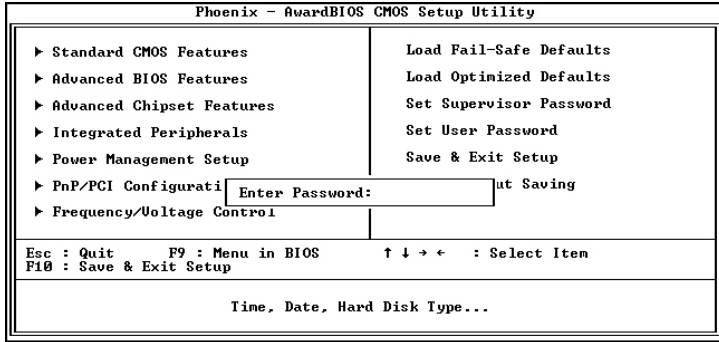 Phoenix - AwardBIOS CMOS Setup Utility
▶ Standard CMOS Features
▶ Advanced BIOS Features
▶ Advanced Chipset Features
▶ Integrated Peripherals
▶ Power Management Setup
▶ PnP/PCI Configurati
▶ Frequency/Voltage Control
Load Fail-Safe Defaults
Load Optimized Defaults
Set Supervisor Password
Set User Password
Save & Exit Setup
ut Saving
Enter Password:
Esc : Quit F9 : Menu in BIOS ↑ ↓ → ← : Select Item
F10 : Save & Exit Setup
Time, Date, Hard Disk Type...